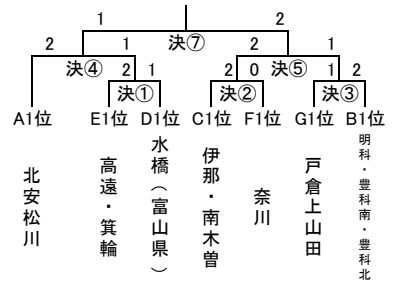 1 2
決⑦
2 1 2 1
決④ 2 1 2 0 決⑤ 1 2
決① 決② 決③
A1位 E1位 D1位 C1位 F1位 G1位 B1位
北安松川
高遠・箕輪
水橋（富山県）
伊那・南木曽
奈川
戸倉上山田
明科・豊科南・豊科北